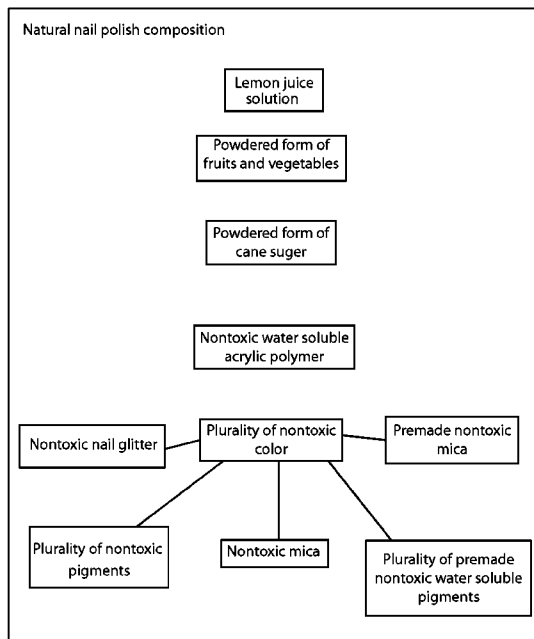 Natural nail polish composition
Lemon juice
solution
Powdered form of
fruits and vegetables
Powdered form of
cane suger
Nontoxic water soluble
acrylic polymer
Nontoxic nail glitter
Plurality of nontoxic
color
Premade nontoxic
mica
Plurality of nontoxic
pigments
Nontoxic mica
Plurality of premade
nontoxic water soluble
pigments